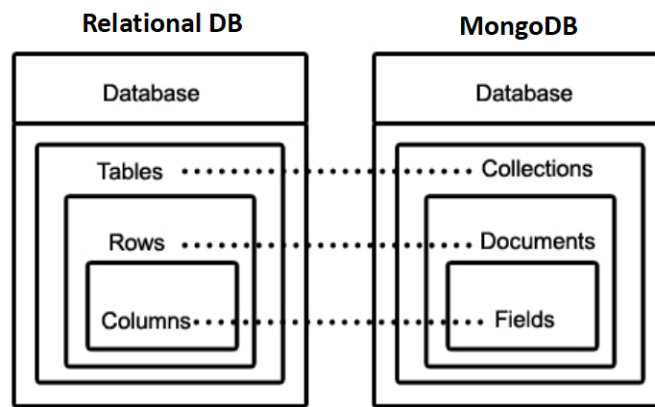 Relational DB
MongoDB
Database
Database
Tables
Collections
Rows
Documents
Columns
Fields